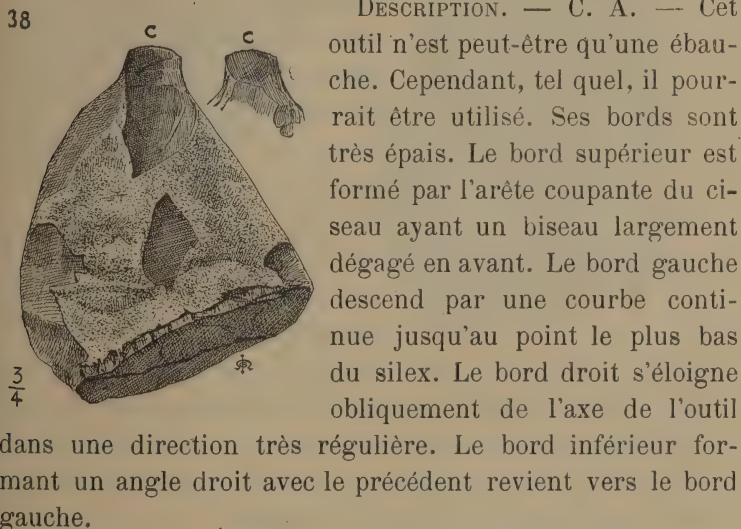 38
C C
3
4
DESCRIPTION. — C. A. — Cet
outil n'est peut-être qu'une ébau-
che. Cependant, tel quel, il pour-
rait être utilisé. Ses bords sont
très épais. Le bord supérieur est
formé par l'arête coupante du ci-
seau ayant un biseau largement
dégagé en avant. Le bord gauche
descend par une courbe conti-
nue jusqu'au point le plus bas
du silex. Le bord droit s'éloigne
obliquement de l'axe de l'outil
dans une direction très régulière. Le bord inférieur for-
mant un angle droit avec le précédent revient vers le bord
gauche.